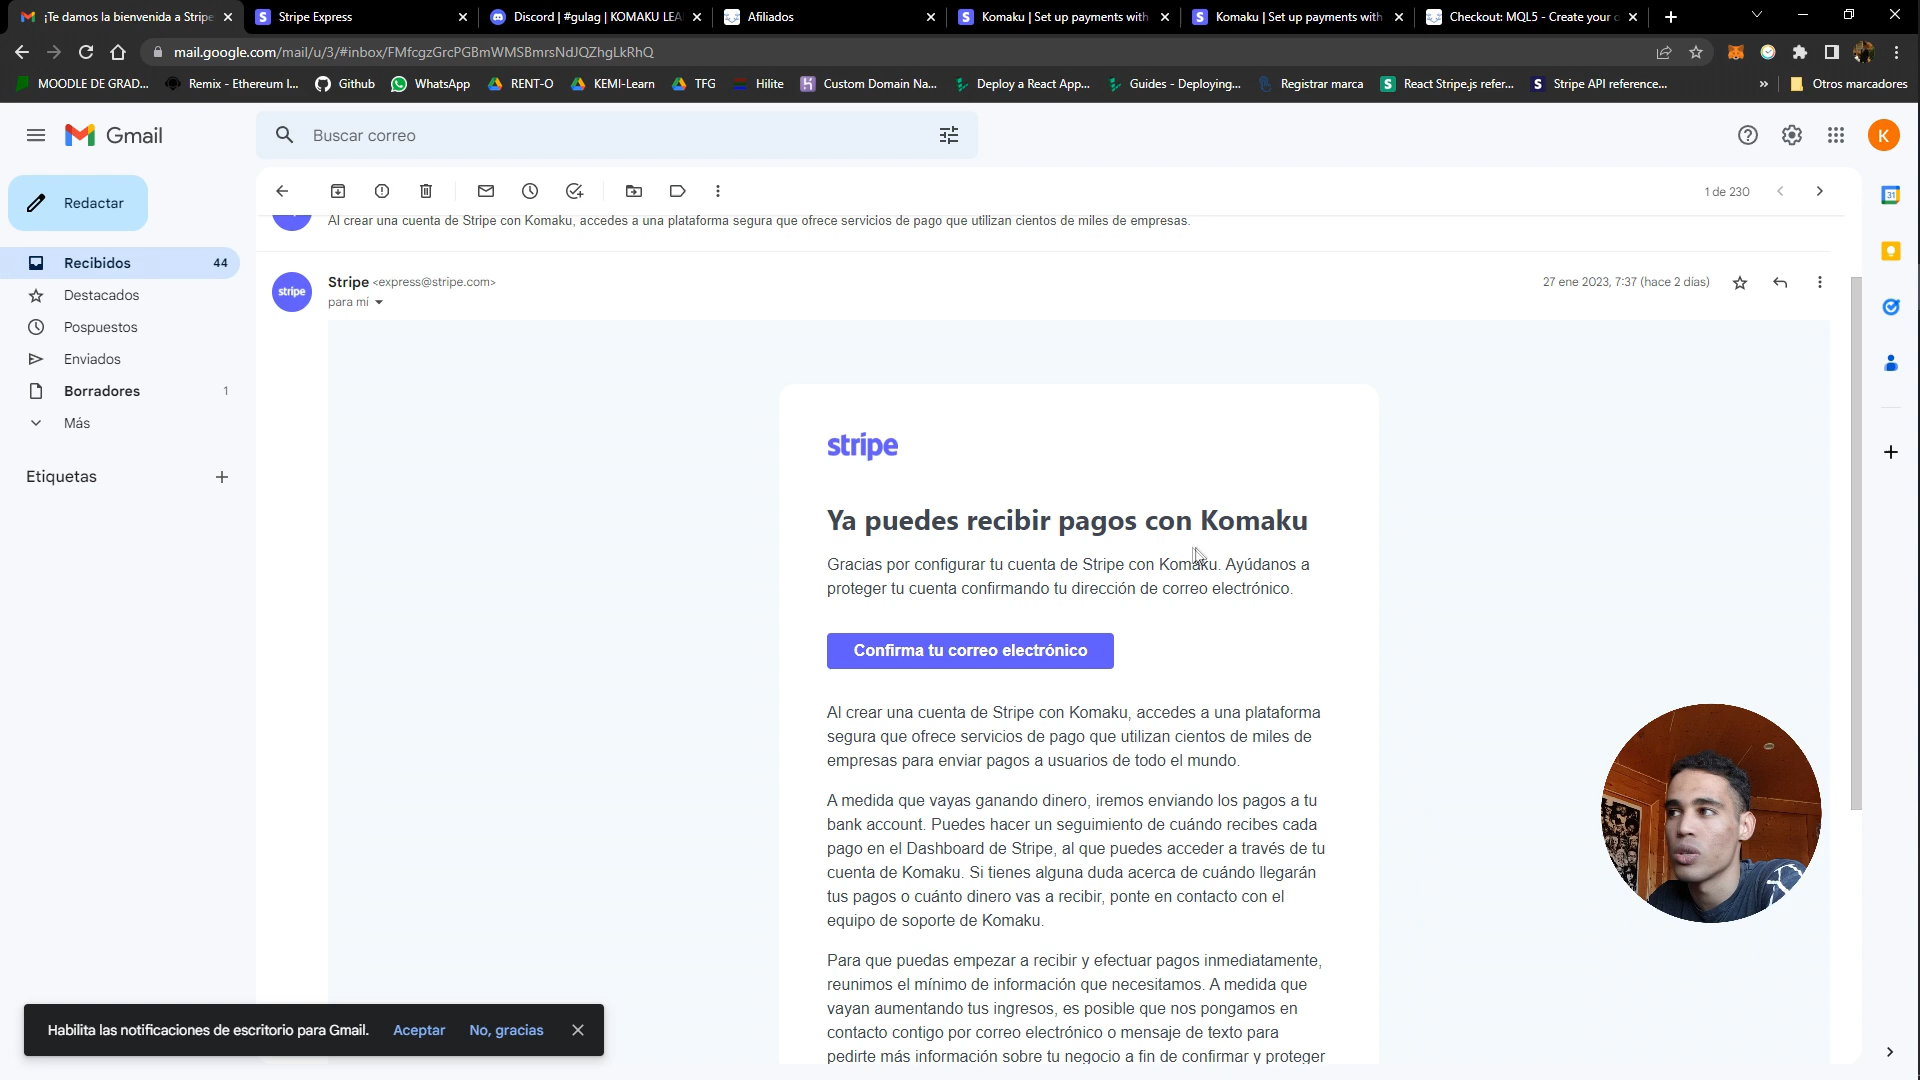 ¡Te damos la bienvenida a Stripe
Stripe Express
Discord | #gulag | KOMAKU LEA
Afiliados
Komaku | Set up payments with
Komaku | Set up payments with
Checkout: MQL5 - Create your o
mail.google.com/mail/u/3/#inbox/FMfcgzGrcPGBmWMSBmrsNdJQZhgLkRhQ
MOODLE DE GRAD...
Remix - Ethereum I...
Github
WhatsApp
RENT-O
KEMI-Learn
TFG
Hilite
Custom Domain Na...
Deploy a React App...
Guides - Deploying...
Registrar marca
React Stripe.js refer...
Stripe API reference...
»
Otros marcadores
Gmail
Buscar correo
K
Redactar
1 de 230
Al crear una cuenta de Stripe con Komaku, accedes a una plataforma segura que ofrece servicios de pago que utilizan cientos de miles de empresas.
Recibidos 44
Destacados
Pospuestos
Enviados
Borradores 1
Más
Etiquetas
stripe
Stripe <express@stripe.com>
para mí
27 ene 2023, 7:37 (hace 2 días)
31
stripe
Ya puedes recibir pagos con Komaku
Gracias por configurar tu cuenta de Stripe con Komaku. Ayúdanos a
proteger tu cuenta confirmando tu dirección de correo electrónico.
Confirma tu correo electrónico
Al crear una cuenta de Stripe con Komaku, accedes a una plataforma
segura que ofrece servicios de pago que utilizan cientos de miles de
empresas para enviar pagos a usuarios de todo el mundo.
A medida que vayas ganando dinero, iremos enviando los pagos a tu
bank account. Puedes hacer un seguimiento de cuándo recibes cada
pago en el Dashboard de Stripe, al que puedes acceder a través de tu
cuenta de Komaku. Si tienes alguna duda acerca de cuándo llegarán
tus pagos o cuánto dinero vas a recibir, ponte en contacto con el
equipo de soporte de Komaku.
Para que puedas empezar a recibir y efectuar pagos inmediatamente,
reunimos el mínimo de información que necesitamos. A medida que
vayan aumentando tus ingresos, es posible que nos pongamos en
contacto contigo por correo electrónico o mensaje de texto para
pedirte más información sobre tu negocio a fin de confirmar y proteger
Habilita las notificaciones de escritorio para Gmail. Aceptar No, gracias